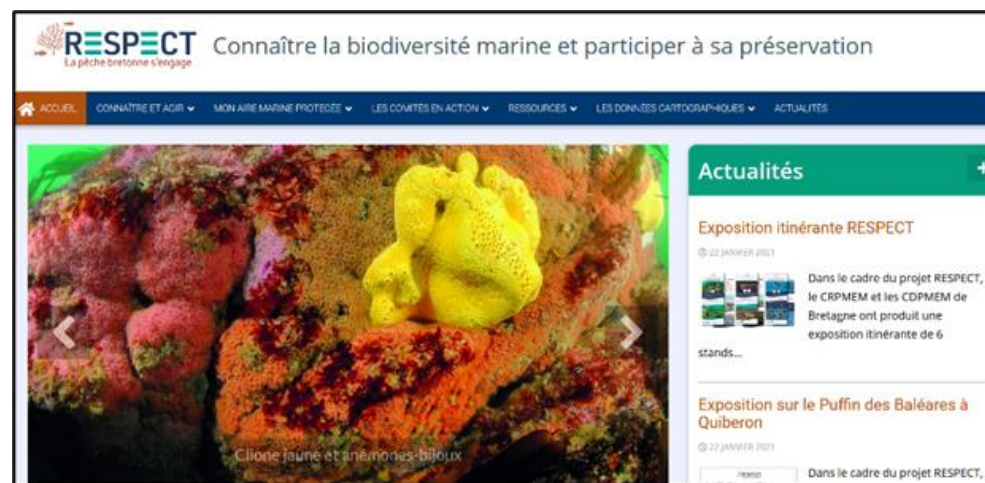 RESPECT
La pêche bretonne s'engage
Connaître la biodiversité marine et participer à sa préservation
ACCUEIL
CONNAÎTRE ET AGIR
MON AIRE MARINE PROTÉGÉE
LES COMITÉS EN ACTION
RESSOURCES
LES DONNÉES CARTOGRAPHIQUES
ACTUALITÉS
Clione jaune et anémones-bijoux
Actualités
Exposition itinérante RESPECT
22 JANVIER 2021
Dans le cadre du projet RESPECT,
le CRPMEM et les CDPMEM de
Bretagne ont produit une
exposition itinérante de 6
stands...
Exposition sur le Puffin des Baléares à
Quiberon
22 JANVIER 2021
Dans le cadre du projet RESPECT,